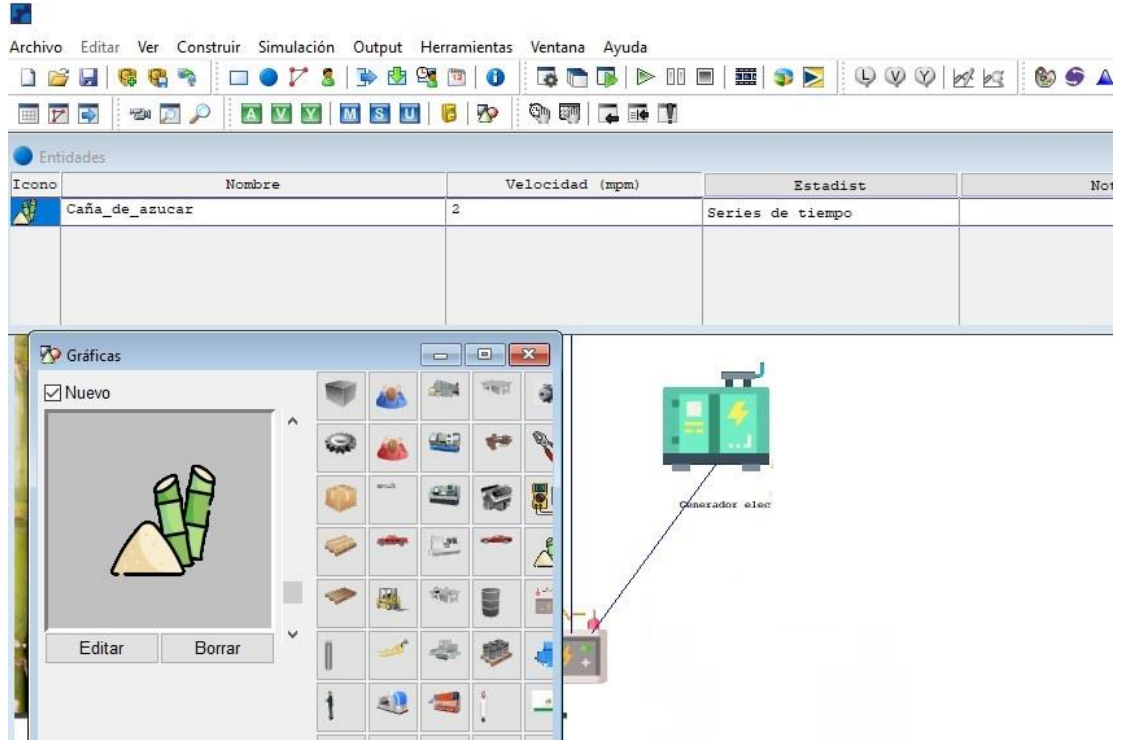 Archivo Editar Ver Construir Simulación Output Herramientas Ventana Ayuda
L V Y
A V Y M S U
Entidades
Icono Nombre Velocidad (mpm) Estadist Not
Caña_de_azucar 2 Series de tiempo
Gráficas
Nuevo
Generador elec
Editar Borrar